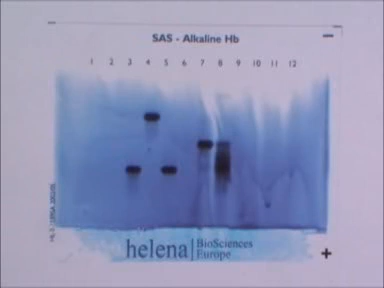 SAS - Alkaline Hb
−
1 2 3 4 5 6 7 8 9 10 11 12
helena BioSciences
Europe
+